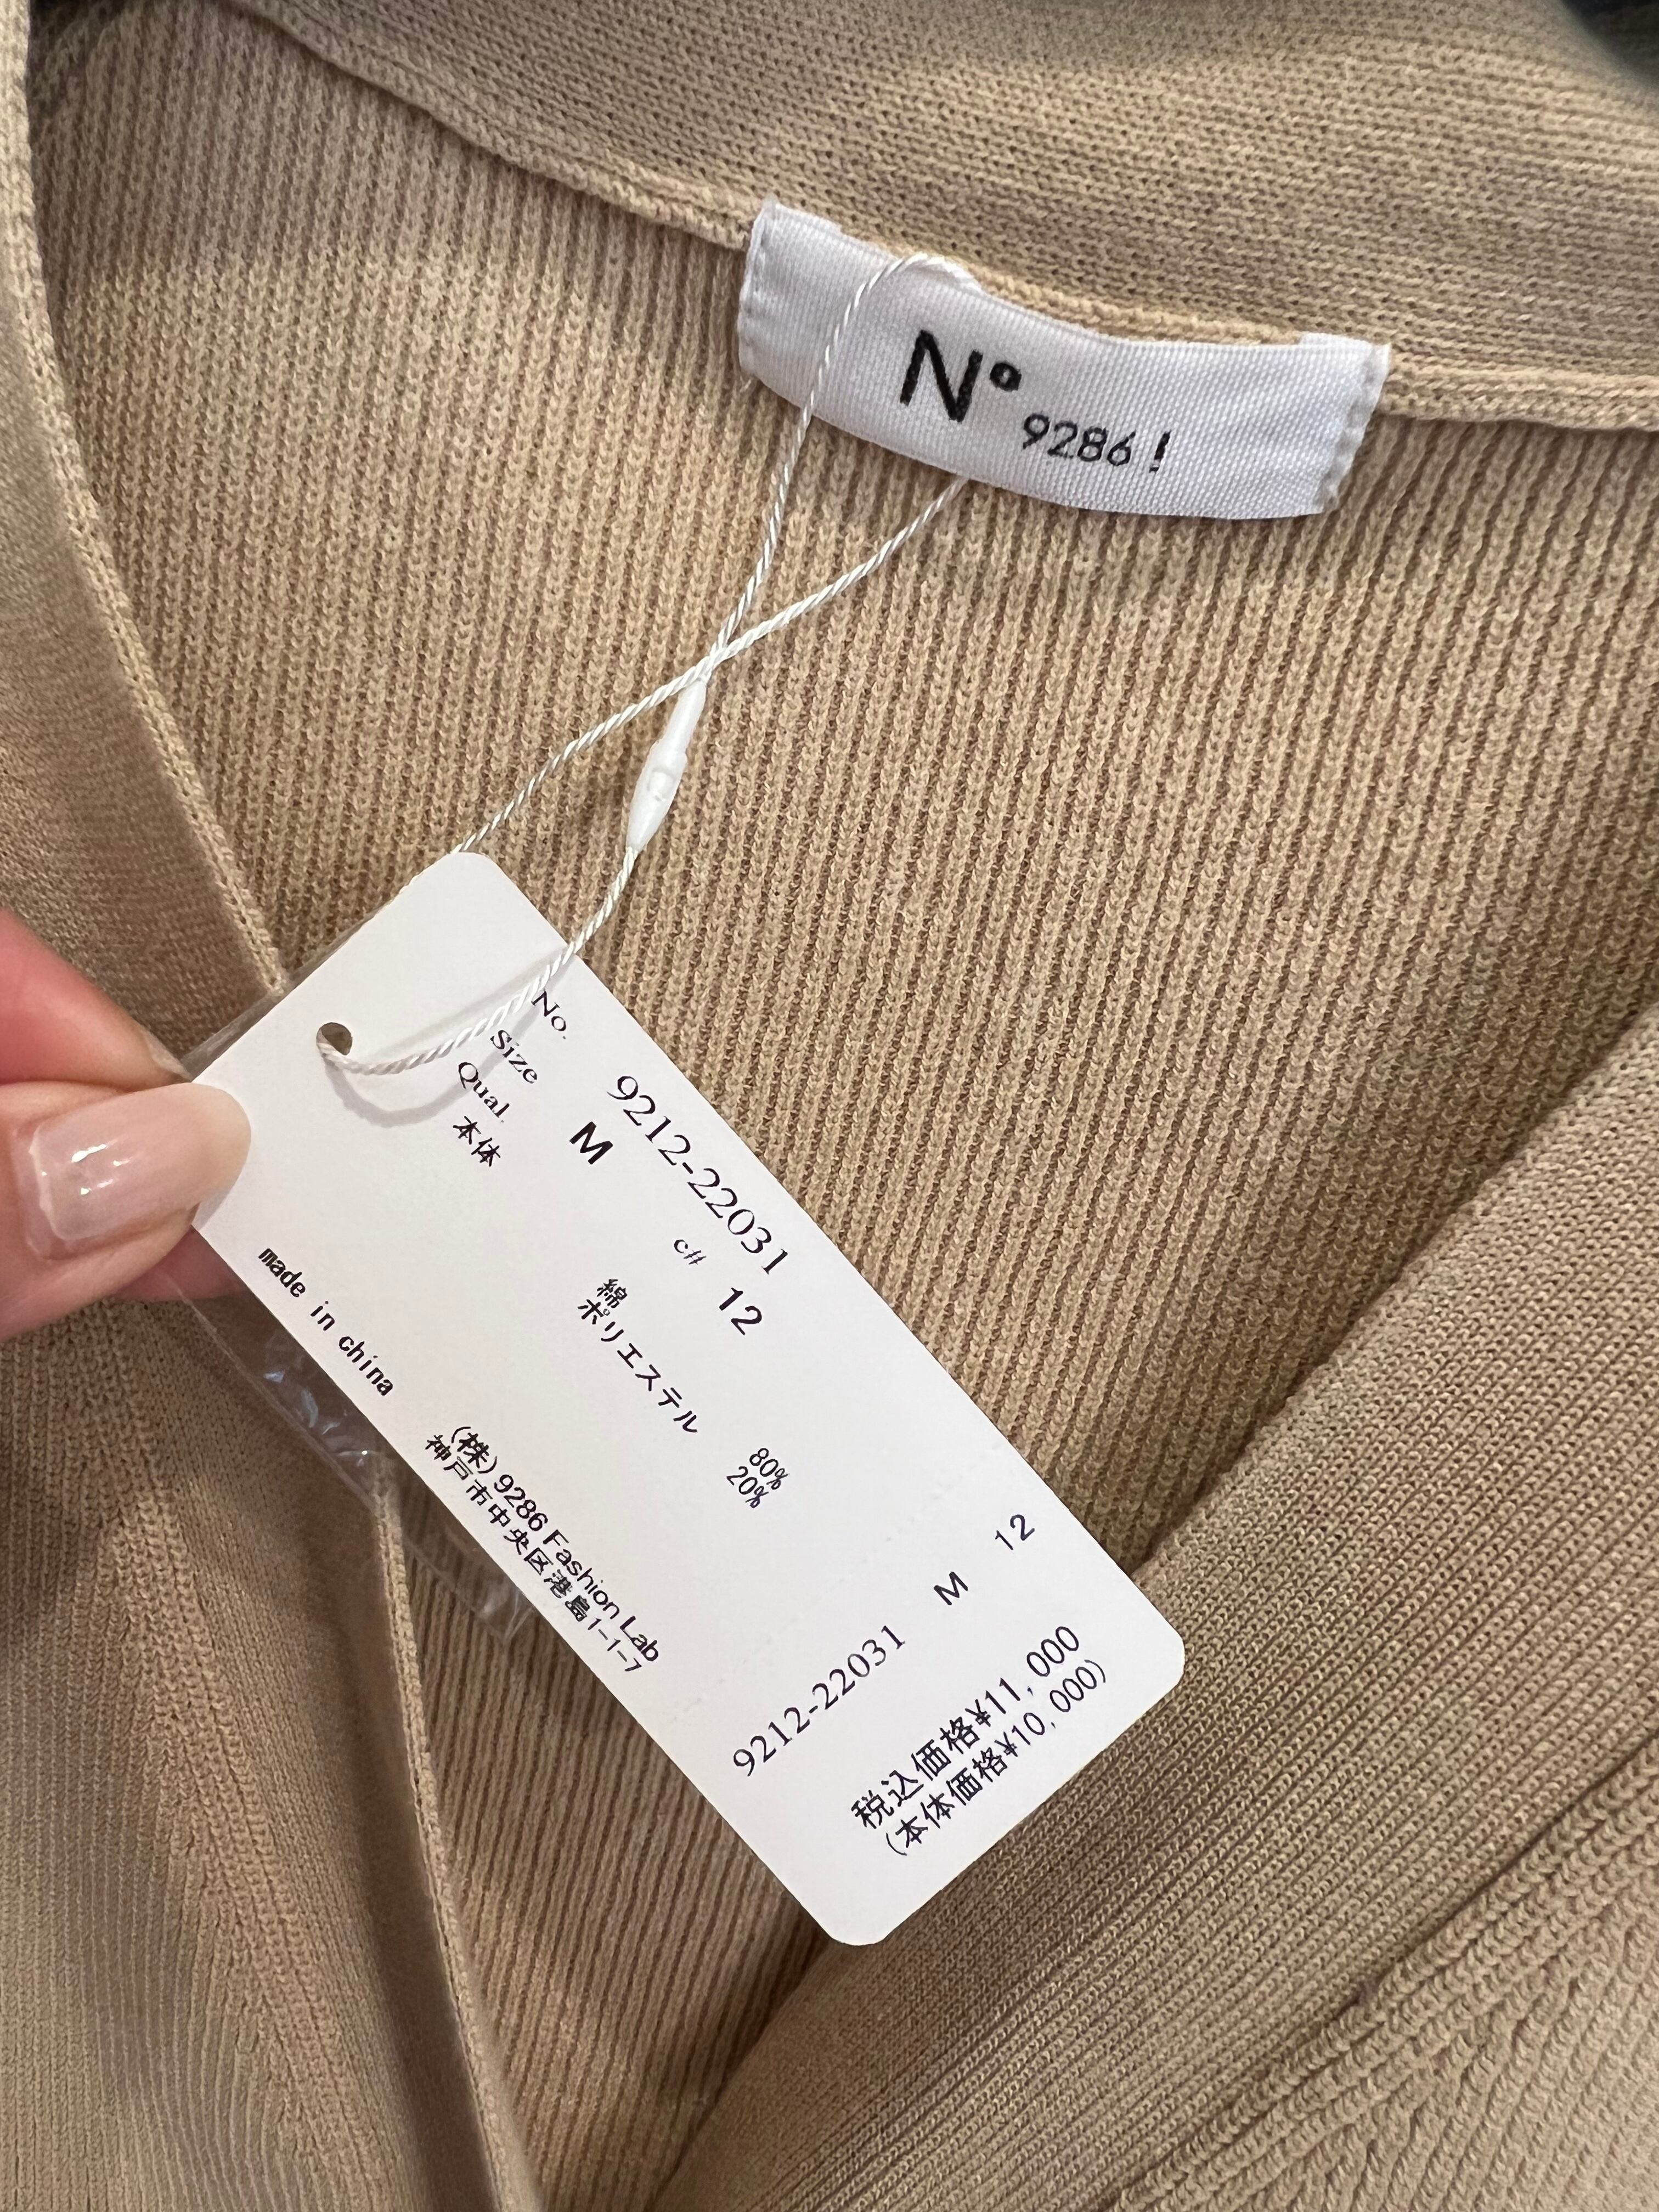 N° 9286!
No. 9212-22031
Size M c# 12
Qual.
本体 綿 80%
ポリエステル 20%
made in china
(株)9286 Fashion Lab
神戸市中央区港島1-1-7
9212-22031 M 12
税込価格¥11,000
(本体価格¥10,000)